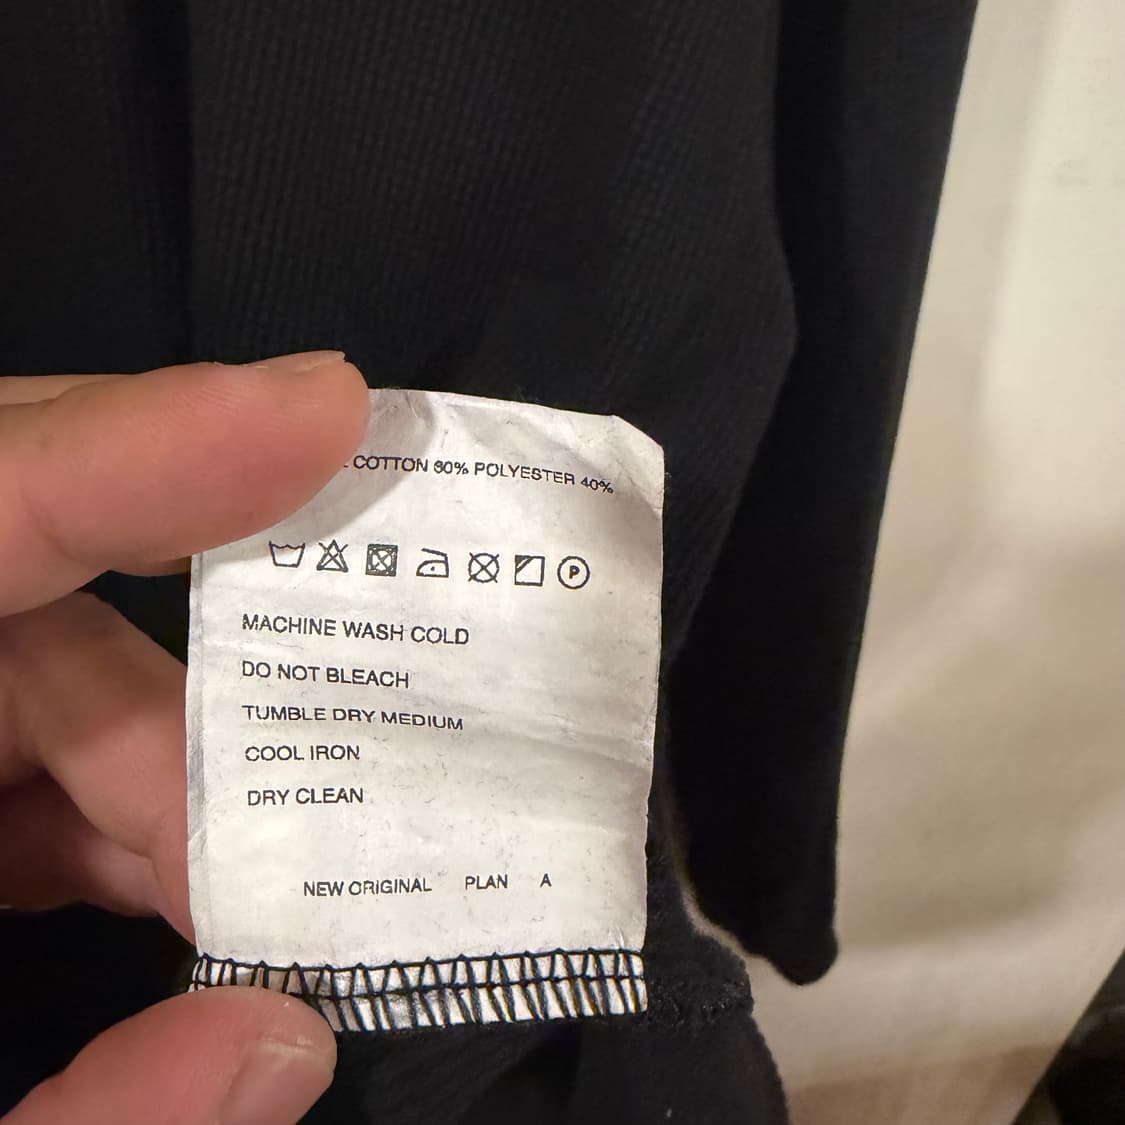 COTTON 60% POLYESTER 40%
P
MACHINE WASH COLD
DO NOT BLEACH
TUMBLE DRY MEDIUM
COOL IRON
DRY CLEAN
NEW ORIGINAL PLAN A